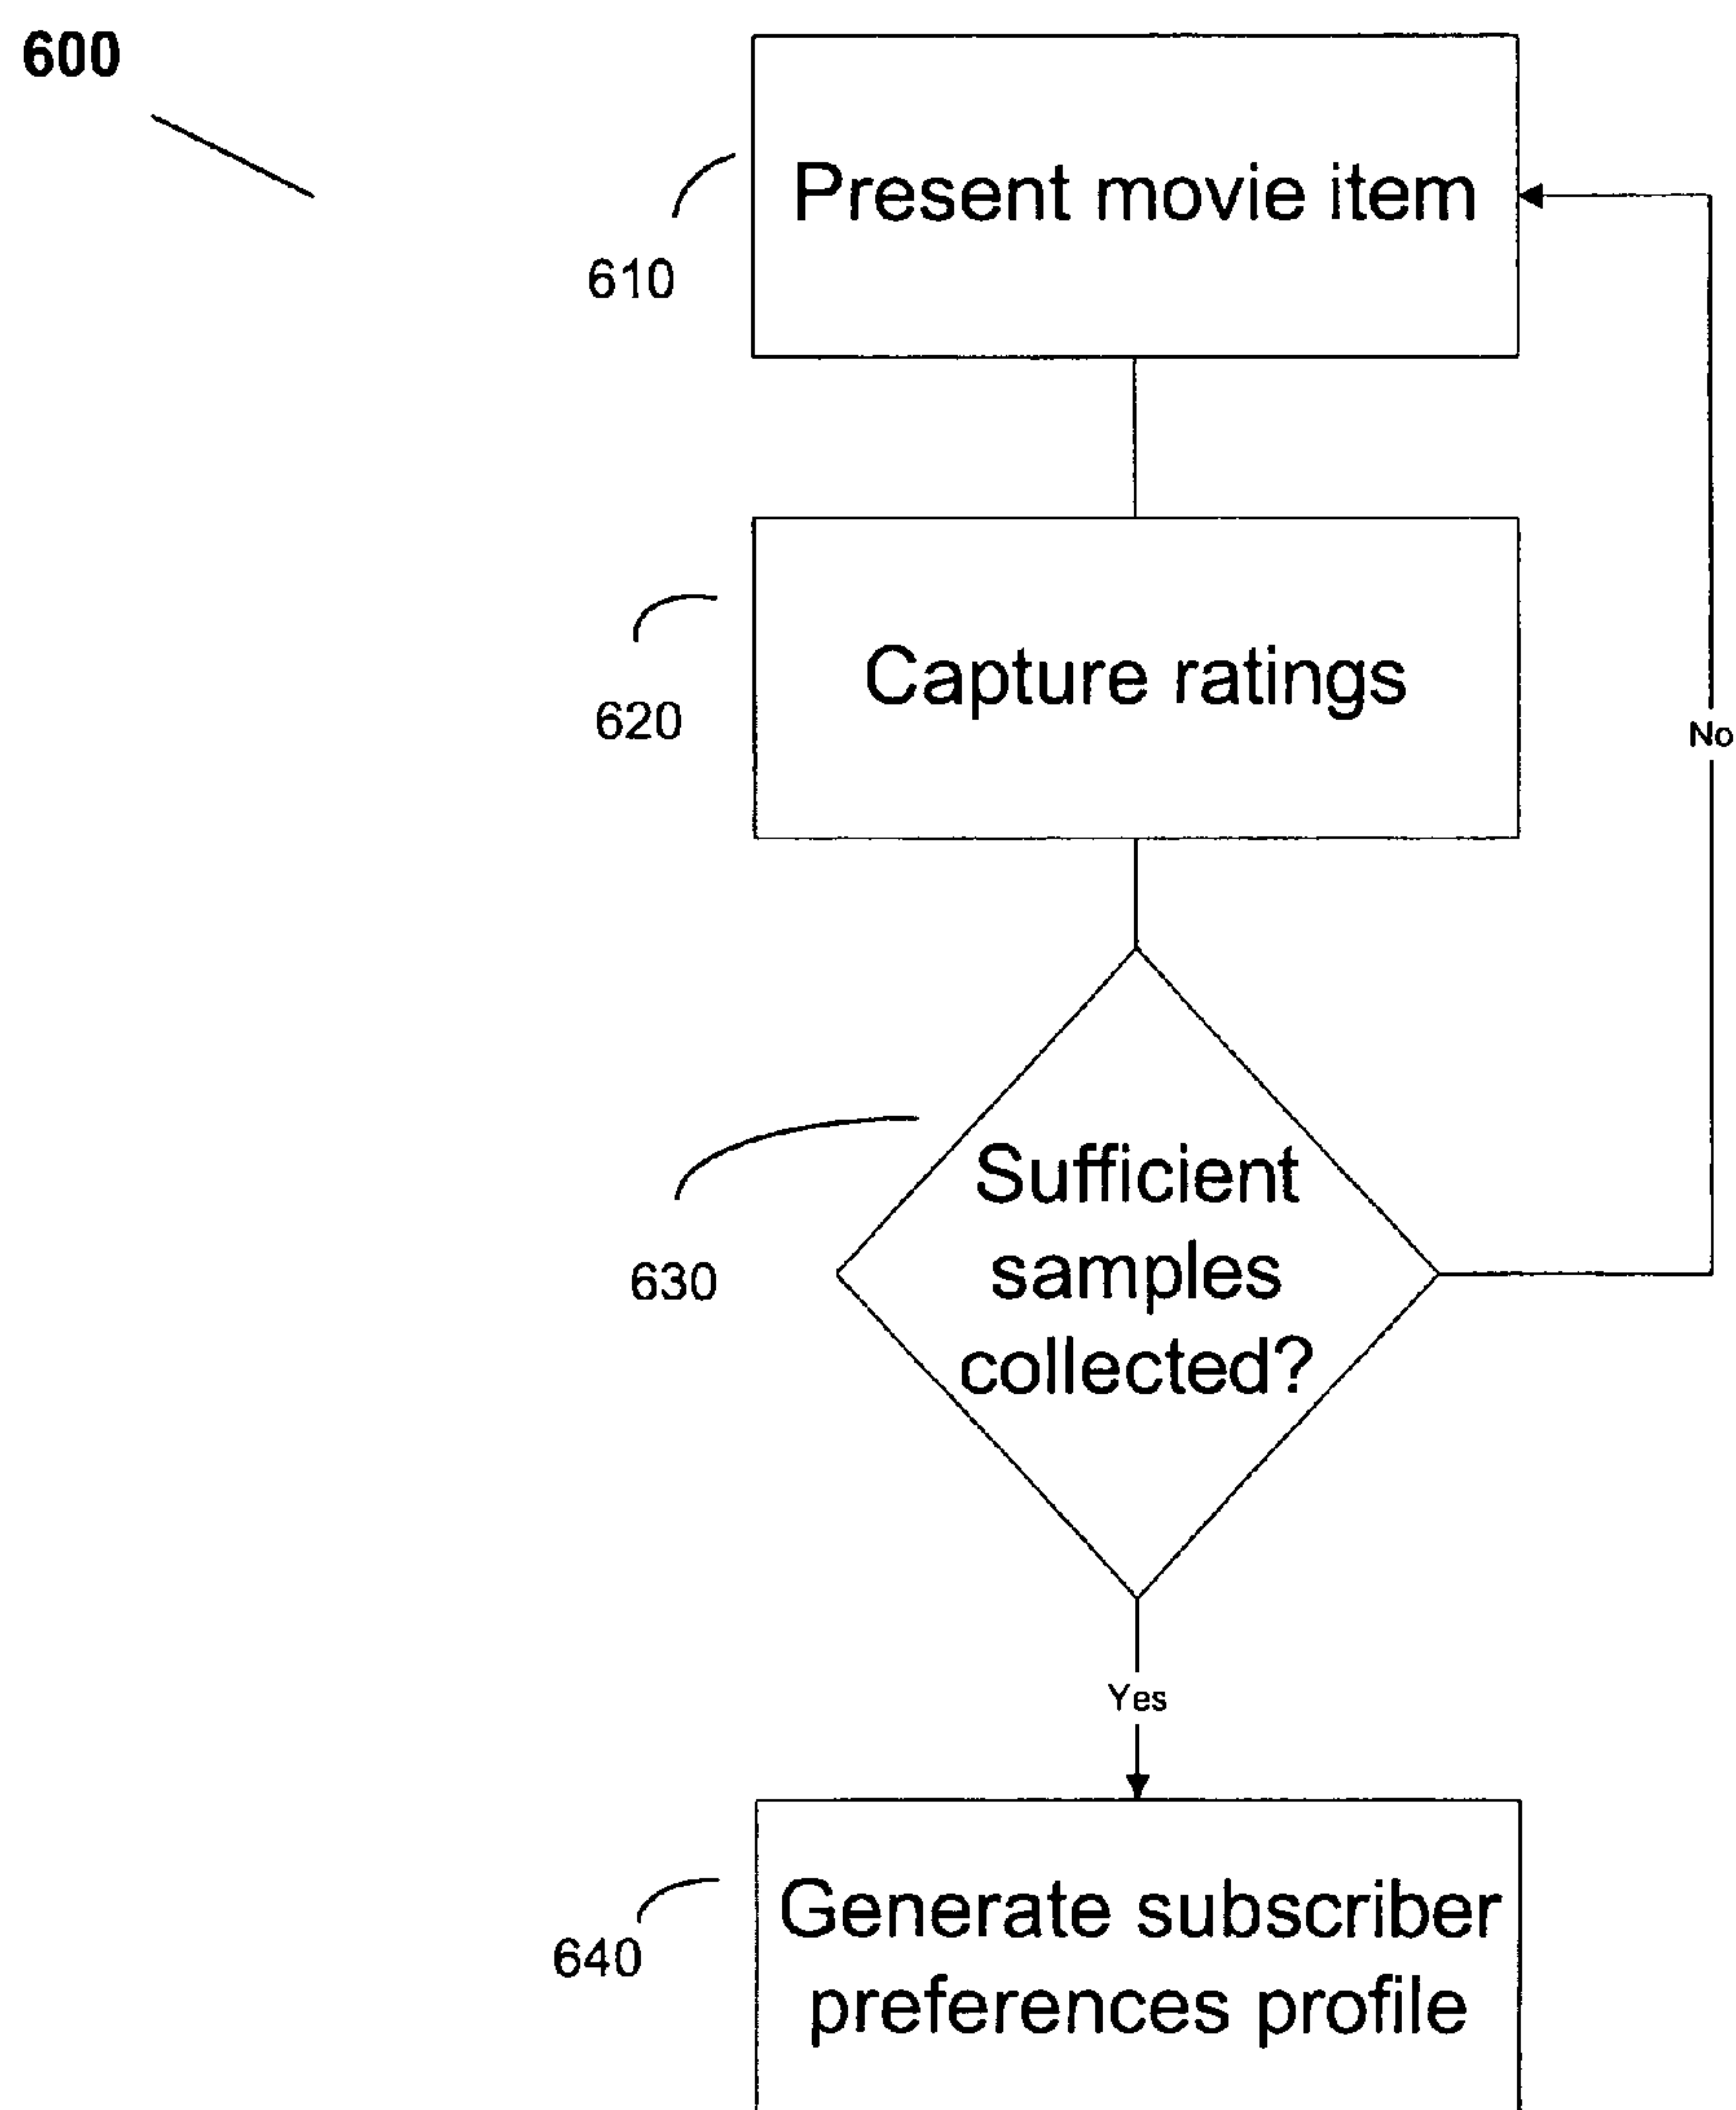 600
Present movie item
610
Capture ratings
620
No
Sufficient
samples
collected?
630
Yes
Generate subscriber
preferences profile
640